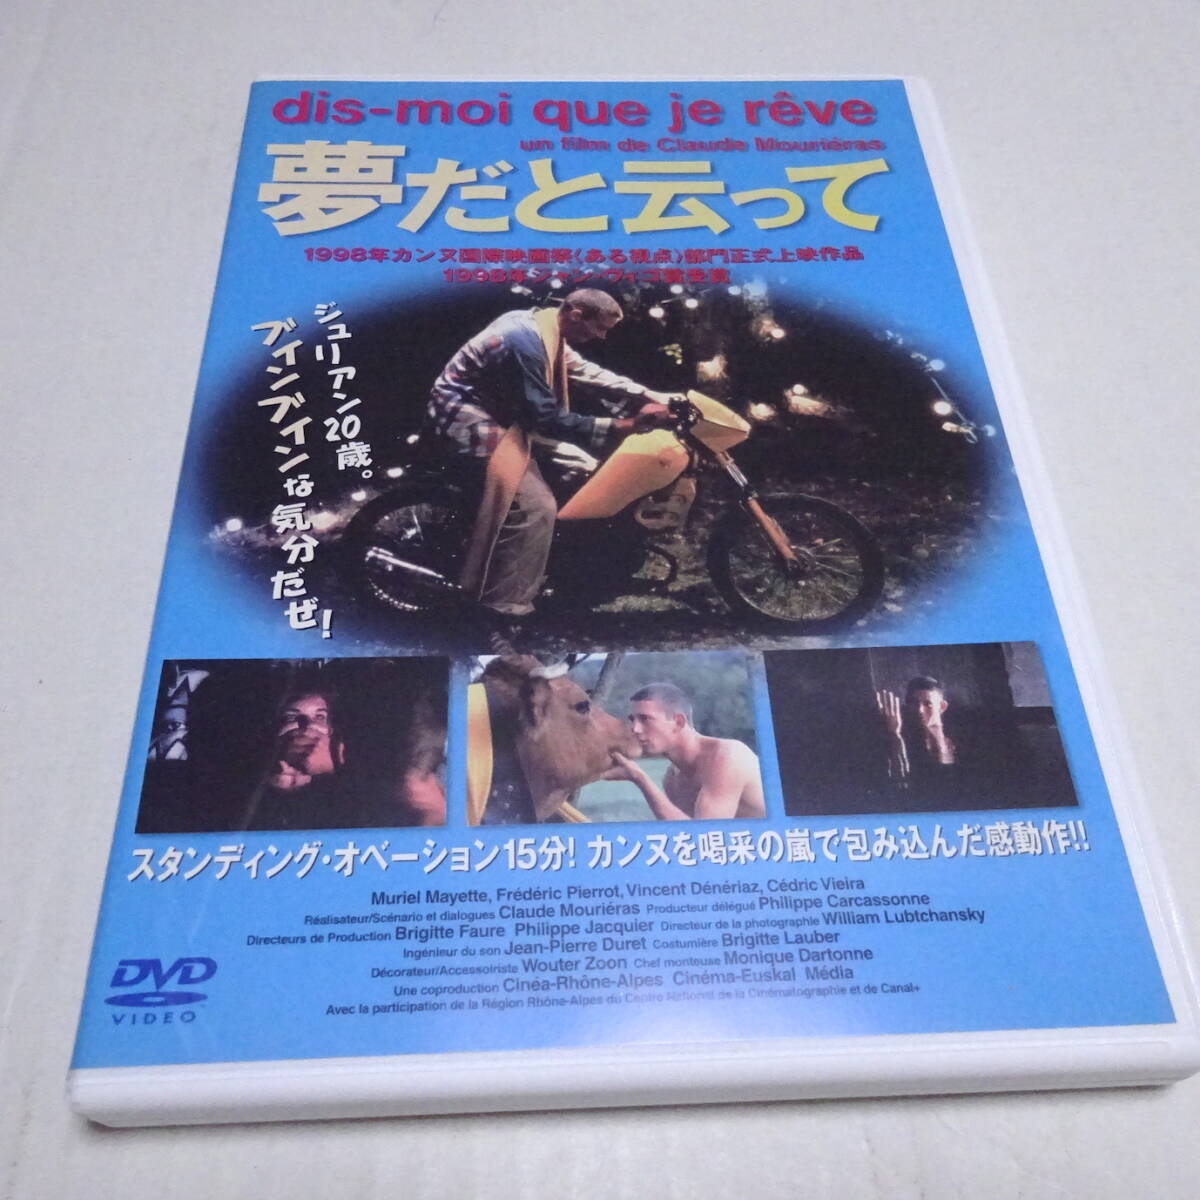 dis-moi que je rêve
un film de Claude Mouriéras
夢だと云って
1998年カンヌ国際映画祭〈ある視点〉部門正式上映作品
1998年ジャン・ヴィゴ賞受賞
ジュリアン20歳。
ブインブインな気分だぜ!
スタンディング・オベーション15分! カンヌを喝采の嵐で包み込んだ感動作!!
Muriel Mayette, Frédéric Pierrot, Vincent Dénériaz, Cédric Vieira
Réalisateur/Scénario et dialogues Claude Mouriéras Producteur délégué Philippe Carcassonne
Directeurs de Production Brigitte Faure Philippe Jacquier Directeur de la photographie William Lubtchansky
Ingénieur du son Jean-Pierre Duret Costumière Brigitte Lauber
Décorateur/Accessoiriste Wouter Zoon Chef monteuse Monique Dartonne
Une coproduction Cinéa-Rhône-Alpes Cinéma-Euskal Média
Avec la participation de la Région Rhône-Alpes du Centre National de la Cinématographie et de Canal+
DVD
VIDEO